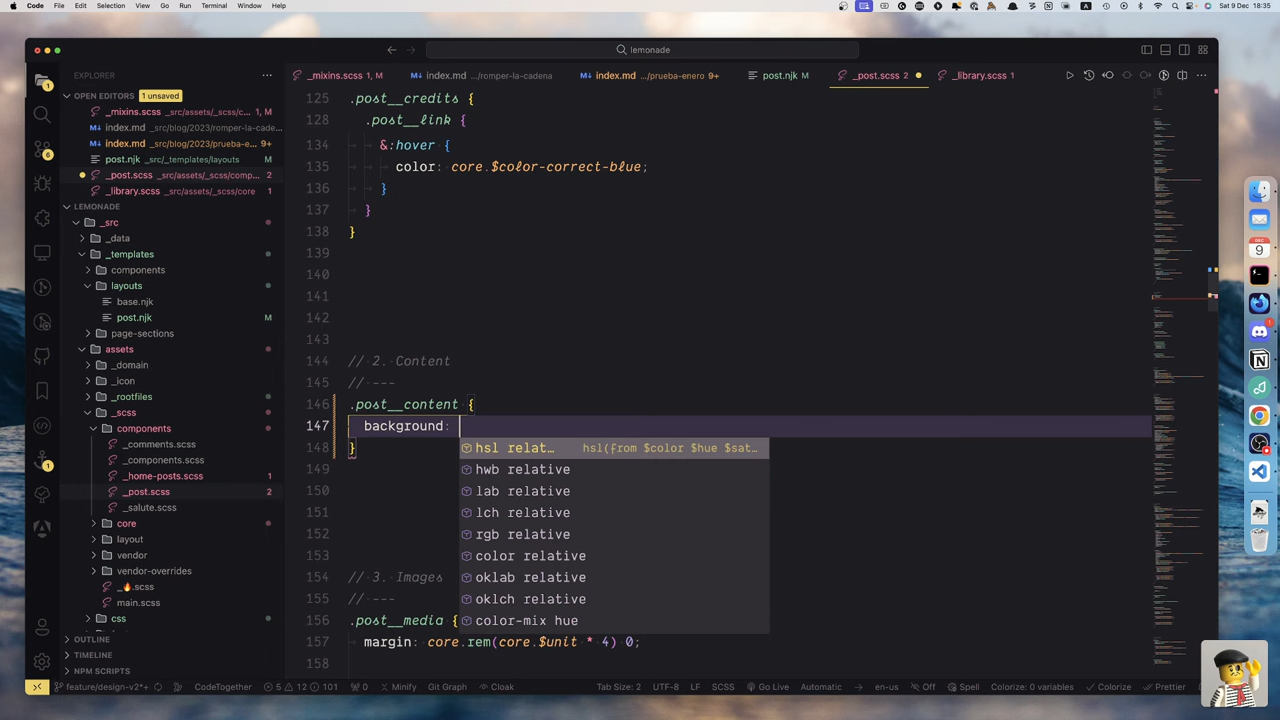 Code File Edit Selection View Go Run Terminal Window Help
Sat 9 Dec 18:35
lemonade
EXPLORER
_mixins.scss 1, M
index.md ../romper-la-cadena
index.md .../prueba-enero 9+
post.njk M
_post.scss 2
_library.scss 1
OPEN EDITORS 1 unsaved
_mixins.scss _src/assets/_scss/c... 1, M
index.md _src/blog/2023/romper-la-cade...
index.md _src/blog/2023/prueba-e... 9+
post.njk _src/_templates/layouts M
_post.scss _src/assets/_scss/comp... 2
_library.scss _src/assets/_scss/core 1
LEMONADE
_src
_data
_templates
components
layouts
base.njk
post.njk M
page-sections
assets
_domain
_icon
_rootfiles
_scss
components
_comments.scss
_components.scss
_home-posts.scss 1
_post.scss 2
_salute.scss
core
layout
vendor
vendor-overrides
_🔥.scss
main.scss
css
OUTLINE
TIMELINE
NPM SCRIPTS
125 .post__credits {
128 .post__link {
134 &:hover {
135 color: core.$color-correct-blue;
136 }
137 }
138 }
139
140
141
142
143
144 // 2. Content
145 // ---
146 .post__content {
147 background:
148 }
hsl relative hsl(from $color $hue $sat…
149 hwb relative
150 lab relative
151 lch relative
152 rgb relative
153 color relative
154 // 3. Images oklab relative
155 // --- oklch relative
156 .post__media { color-mix hue
157 margin: core.rem(core.$unit * 4) 0;
158
feature/design-v2*+ CodeTogether 5 12 101 0 Minify Git Graph Cloak Tab Size: 2 UTF-8 LF SCSS Go Live Automatic en-us Off Spell Colorize: 0 variables Colorize Prettier